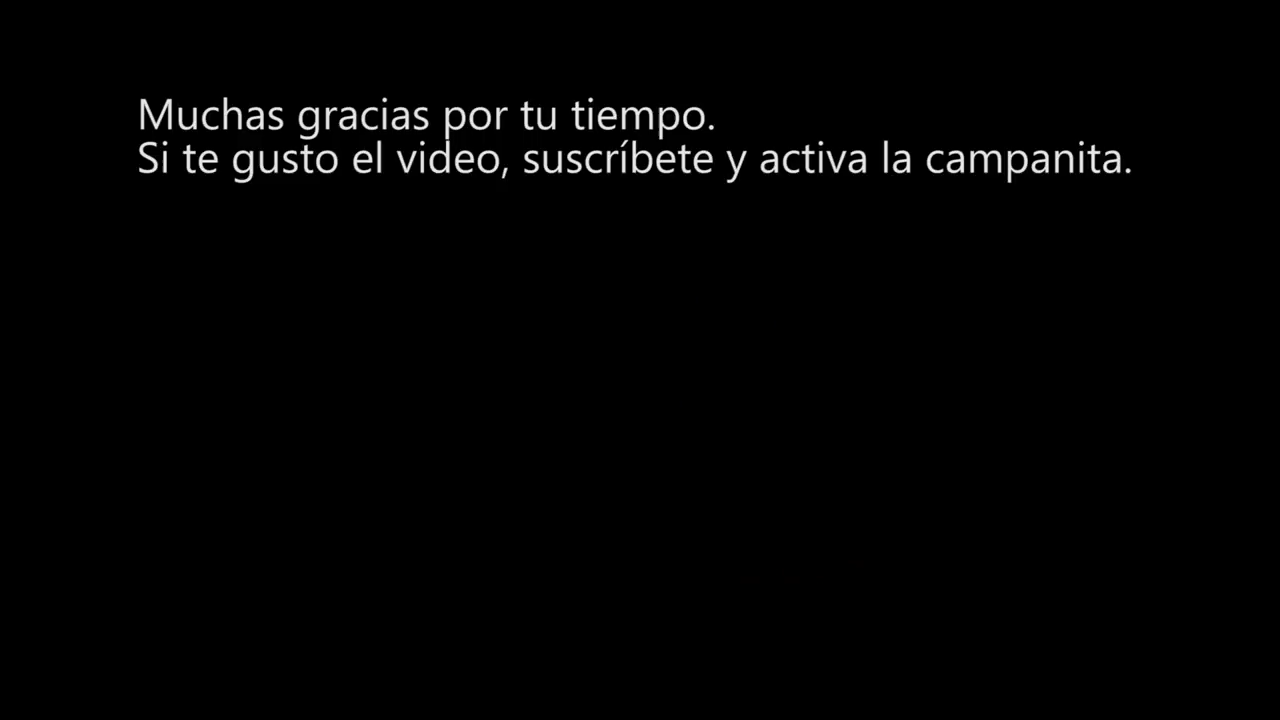 Muchas gracias por tu tiempo.
Si te gusto el video, suscríbete y activa la campanita.